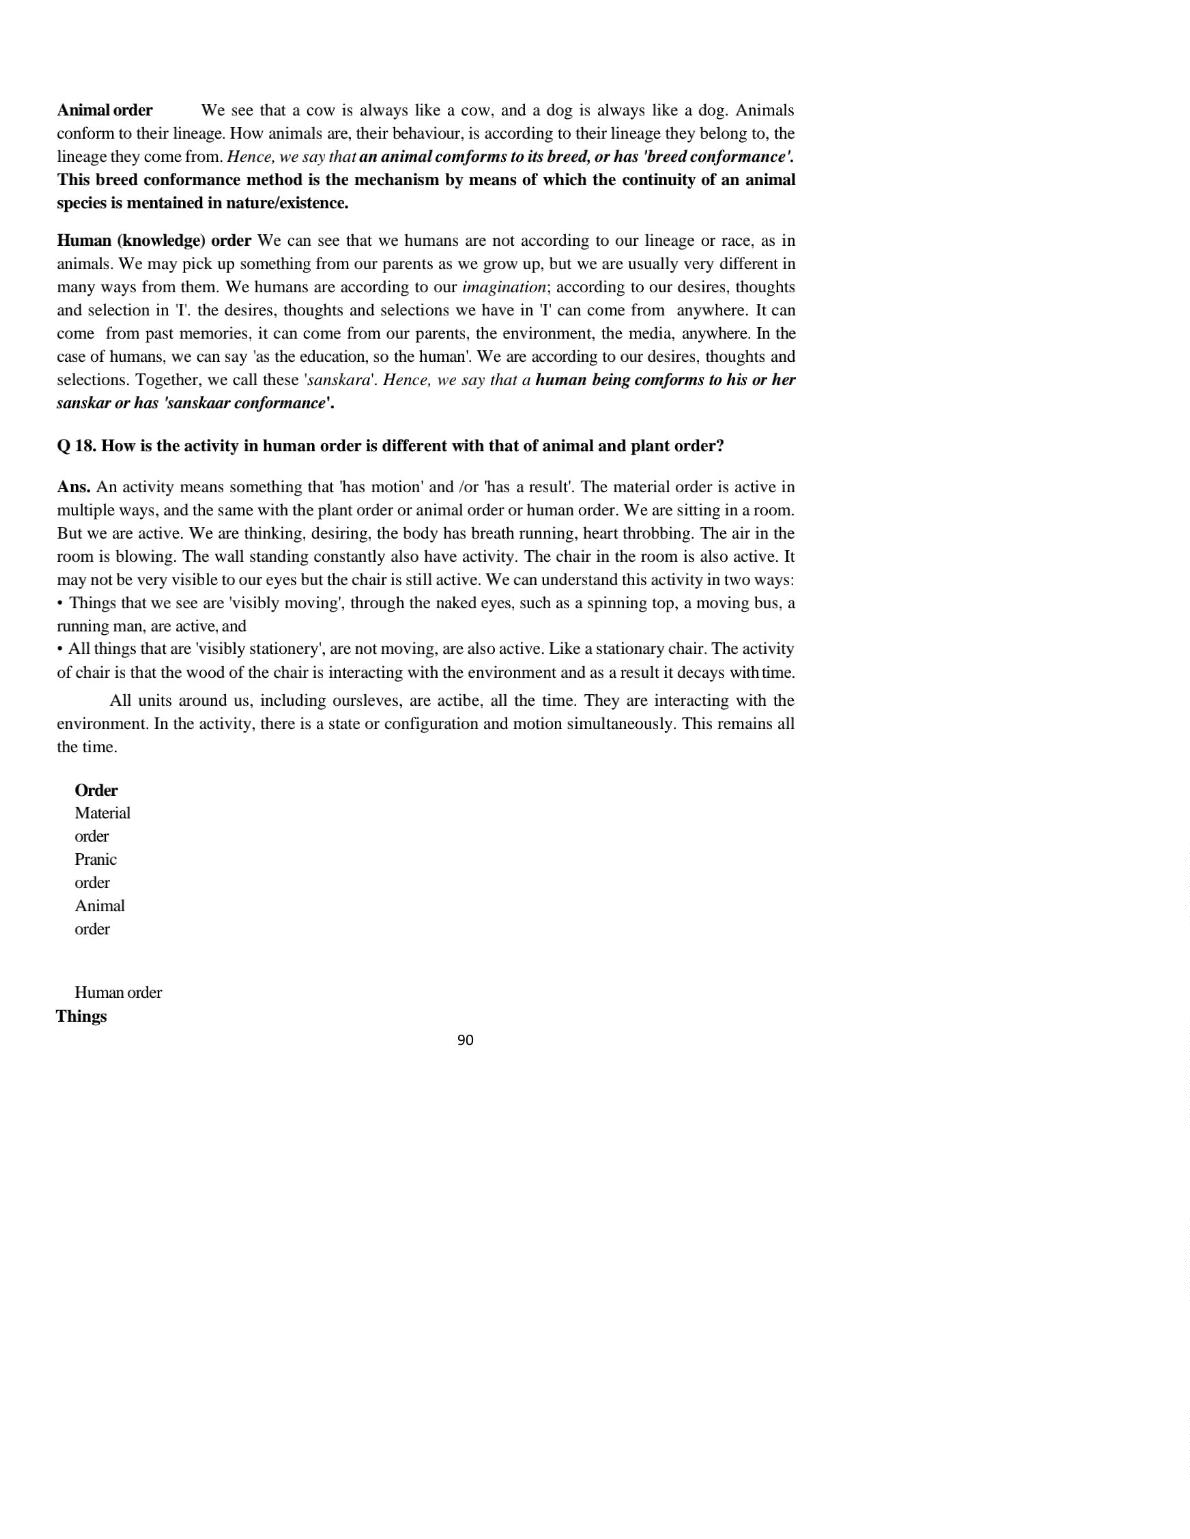 Animal order We see that a cow is always like a cow, and a dog is always like a dog. Animals
conform to their lineage. How animals are, their behaviour, is according to their lineage they belong to, the
lineage they come from. Hence, we say that an animal comforms to its breed, or has 'breed conformance'.
This breed conformance method is the mechanism by means of which the continuity of an animal
species is mentained in nature/existence.
Human (knowledge) order We can see that we humans are not according to our lineage or race, as in
animals. We may pick up something from our parents as we grow up, but we are usually very different in
many ways from them. We humans are according to our imagination; according to our desires, thoughts
and selection in 'I'. the desires, thoughts and selections we have in 'I' can come from anywhere. It can
come from past memories, it can come from our parents, the environment, the media, anywhere. In the
case of humans, we can say 'as the education, so the human'. We are according to our desires, thoughts and
selections. Together, we call these 'sanskara'. Hence, we say that a human being comforms to his or her
sanskar or has 'sanskaar conformance'.
Q 18. How is the activity in human order is different with that of animal and plant order?
Ans. An activity means something that 'has motion' and /or 'has a result'. The material order is active in
multiple ways, and the same with the plant order or animal order or human order. We are sitting in a room.
But we are active. We are thinking, desiring, the body has breath running, heart throbbing. The air in the
room is blowing. The wall standing constantly also have activity. The chair in the room is also active. It
may not be very visible to our eyes but the chair is still active. We can understand this activity in two ways:
• Things that we see are 'visibly moving', through the naked eyes, such as a spinning top, a moving bus, a
running man, are active, and
• All things that are 'visibly stationery', are not moving, are also active. Like a stationary chair. The activity
of chair is that the wood of the chair is interacting with the environment and as a result it decays with time.
All units around us, including oursleves, are actibe, all the time. They are interacting with the
environment. In the activity, there is a state or configuration and motion simultaneously. This remains all
the time.
Order
Material
order
Pranic
order
Animal
order
Human order
Things
90